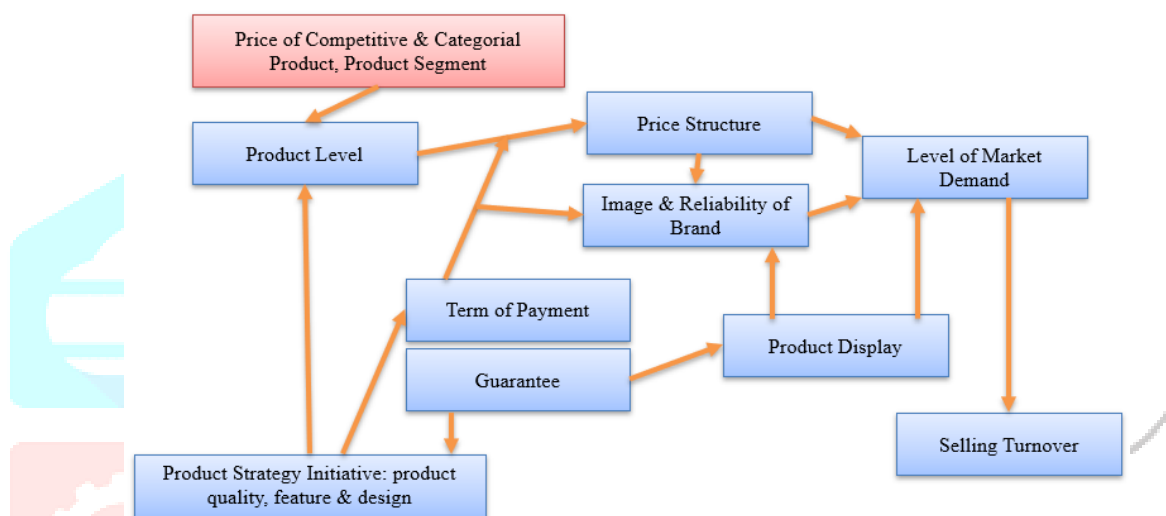 Price of Competitive & Categorial
Product, Product Segment
Price Structure
Product Level
Level of Market
Demand
Image & Reliability of
Brand
Term of Payment
Product Display
Guarantee
Selling Turnover
Product Strategy Initiative: product
quality, feature & design